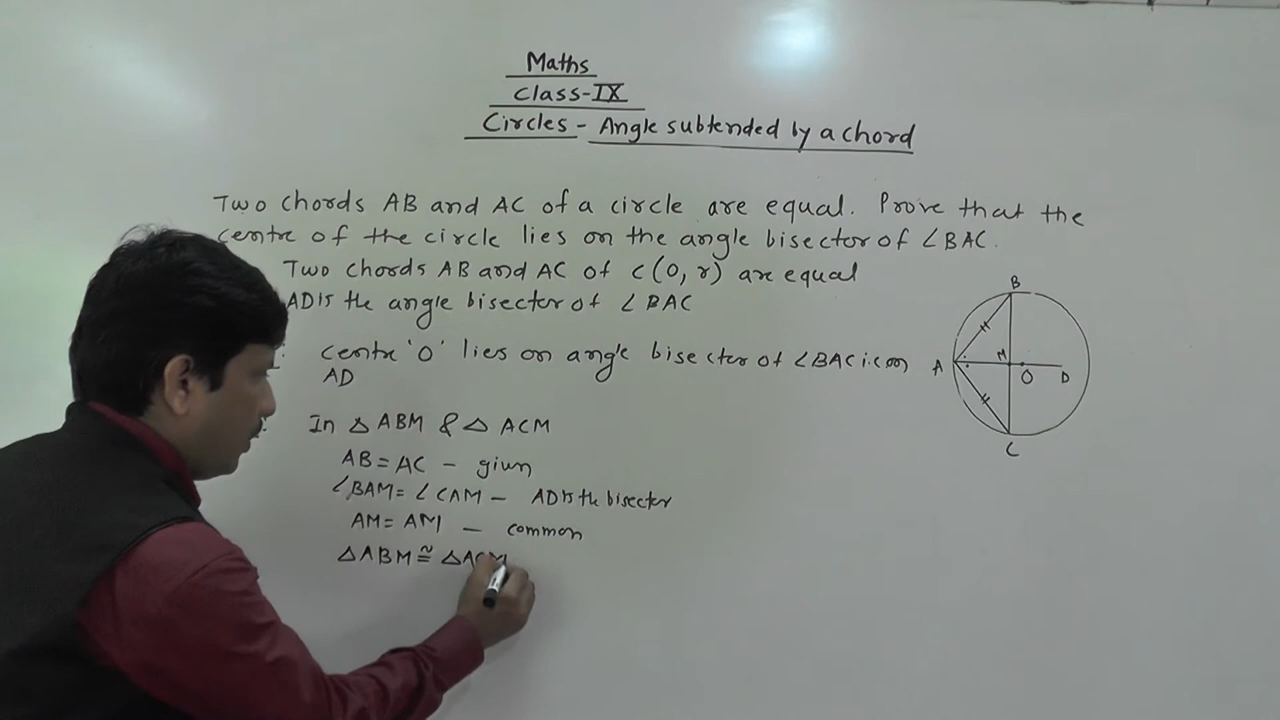 Maths
Class-IX
Circles - Angle subtended by a chord
Two chords AB and AC of a circle are equal. Prove that the
centre of the circle lies on the angle bisector of ∠BAC.
Two chords AB and AC of C(O, r) are equal
AD is the angle bisector of ∠BAC
Centre 'O' lies on angle bisector of ∠BAC i.e. on
AD
In △ ABM & △ ACM
AB = AC - given
∠BAM = ∠CAM - AD is the bisector
AM = AM - common
△ABM ≅ △ACM
B
A
M
O
D
C